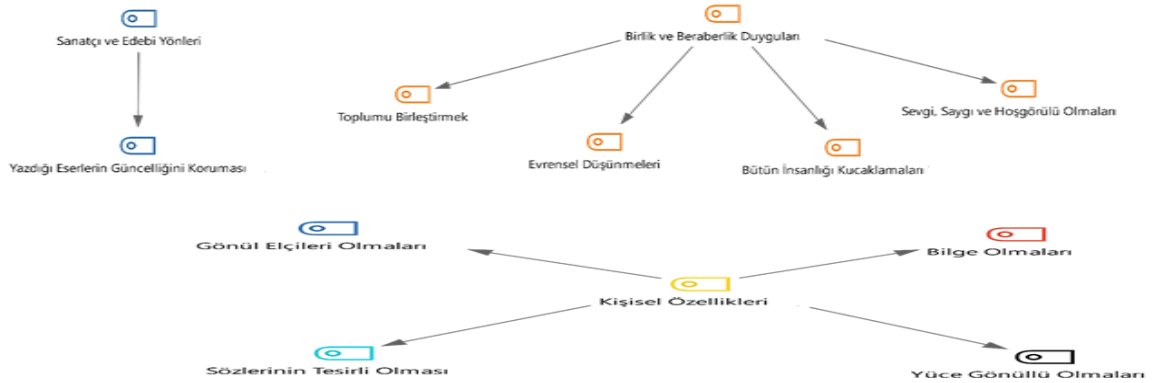 Sanatçı ve Edebi Yönleri
Birlik ve Beraberlik Duyguları
Toplumu Birleştirmek
Sevgi, Saygı ve Hoşgörülü Olmaları
Yazdığı Eserlerin Güncelliğini Koruması
Evrensel Düşünmeleri
Bütün İnsanlığı Kucaklamaları
Gönül Elçileri Olmaları
Bilge Olmaları
Kişisel Özellikleri
Sözlerinin Tesirli Olması
Yüce Gönüllü Olmaları